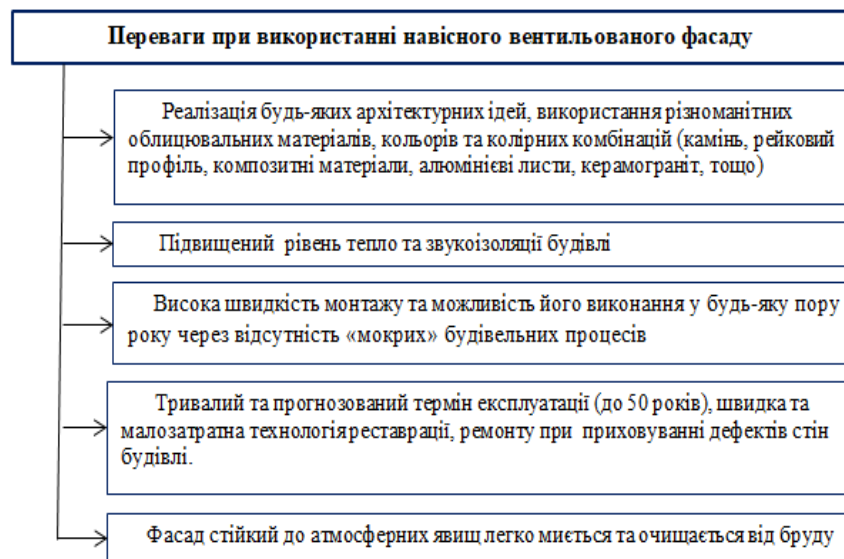 Переваги при використанні навісного вентильованого фасаду
Реалізація будь-яких архітектурних ідей, використання різноманітних
облицювальних матеріалів, кольорів та колірних комбінацій (камінь, рейковий
профіль, композитні матеріали, алюмінієві листи, керамограніт, тощо)
Підвищений рівень тепло та звукоізоляції будівлі
Висока швидкість монтажу та можливість його виконання у будь-яку пору
року через відсутність «мокрих» будівельних процесів
Тривалий та прогнозований термін експлуатації (до 50 років), швидка та
малозатратна технологія реставрації, ремонту при приховуванні дефектів стін
будівлі.
Фасад стійкий до атмосферних явищ легко миється та очищається від бруду